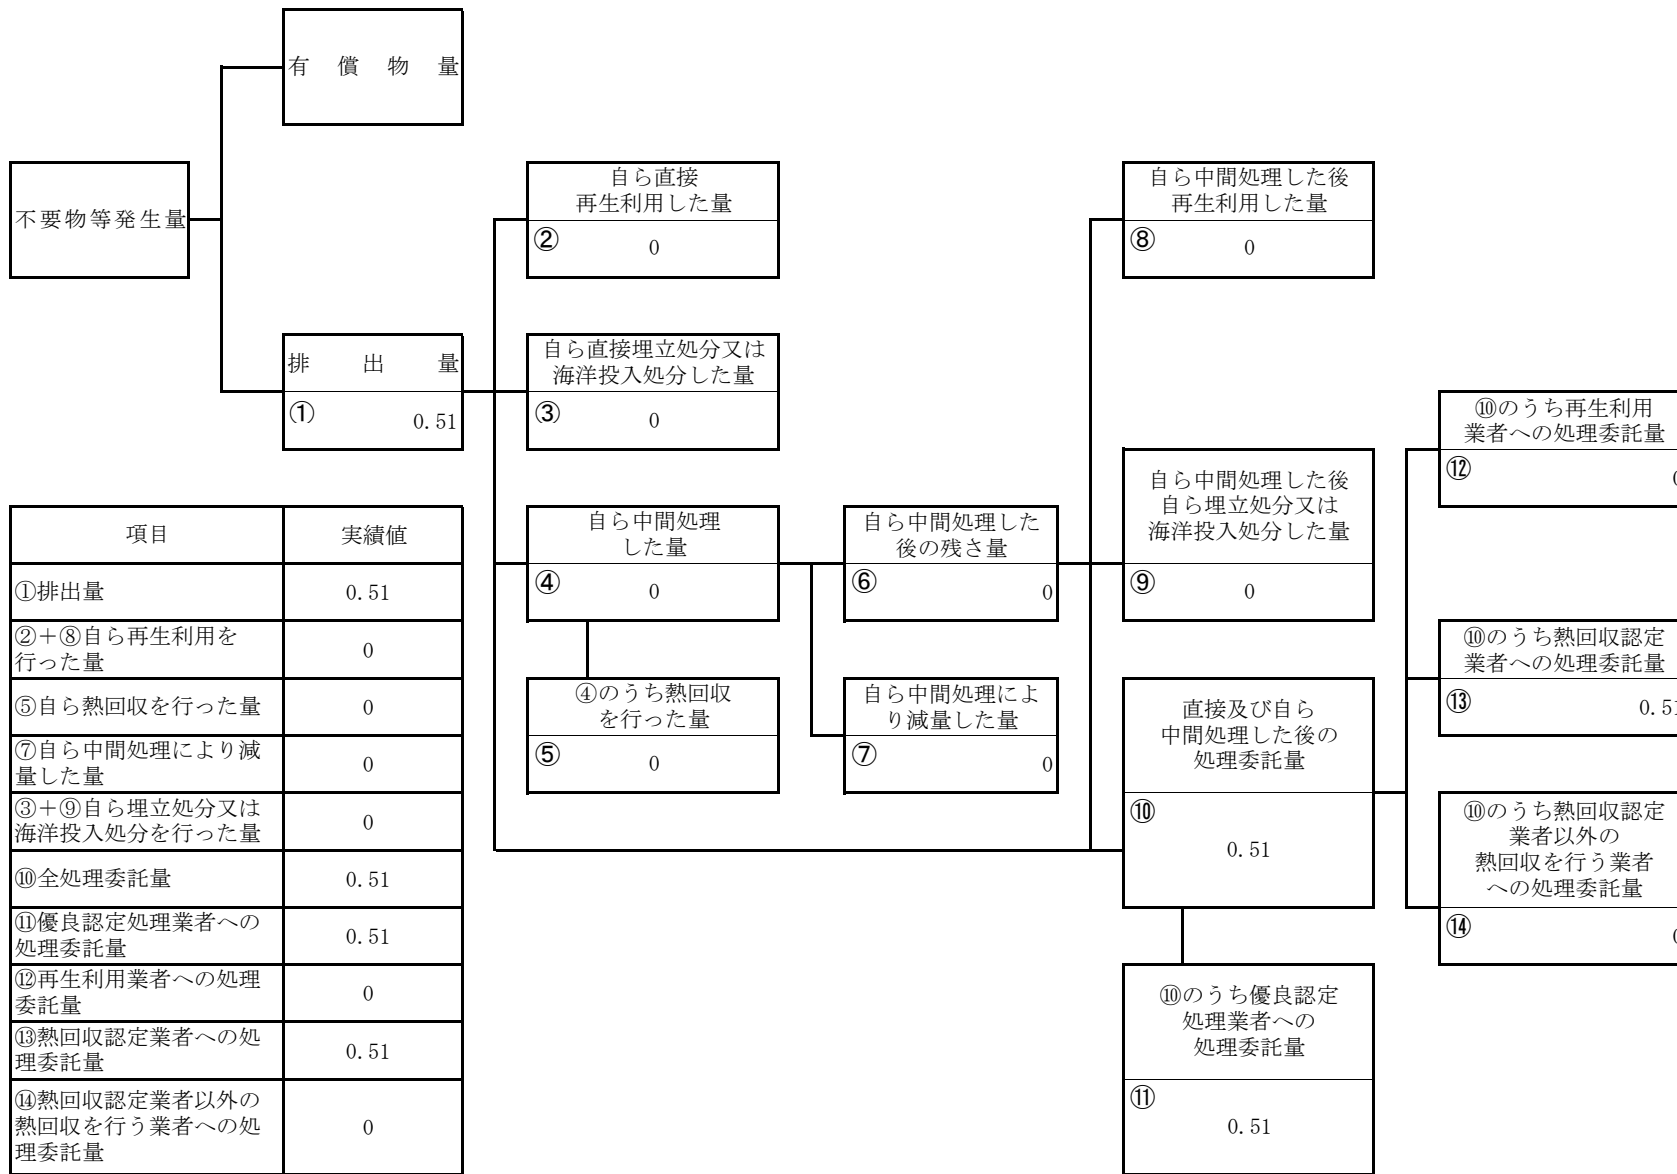 有償物量
不要物等発生量
排出量
① 0.51
自ら直接
再生利用した量
② 0
自ら直接埋立処分又は
海洋投入処分した量
③ 0
自ら中間処理
した量
④ 0
④のうち熱回収
を行った量
⑤ 0
自ら中間処理した
後の残さ量
⑥ 0
自ら中間処理によ
り減量した量
⑦ 0
自ら中間処理した後
再生利用した量
⑧ 0
自ら中間処理した後
自ら埋立処分又は
海洋投入処分した量
⑨ 0
直接及び自ら
中間処理した後の
処理委託量
⑩
0.51
⑩のうち優良認定
処理業者への
処理委託量
⑪
0.51
⑩のうち再生利用
業者への処理委託量
⑫ 0
⑩のうち熱回収認定
業者への処理委託量
⑬ 0.51
⑩のうち熱回収認定
業者以外の
熱回収を行う業者
への処理委託量
⑭ 0
項目 実績値
①排出量 0.51
②＋⑧自ら再生利用を
行った量 0
⑤自ら熱回収を行った量 0
⑦自ら中間処理により減
量した量 0
③＋⑨自ら埋立処分又は
海洋投入処分を行った量 0
⑩全処理委託量 0.51
⑪優良認定処理業者への
処理委託量 0.51
⑫再生利用業者への処理
委託量 0
⑬熱回収認定業者への処
理委託量 0.51
⑭熱回収認定業者以外の
熱回収を行う業者への処
理委託量 0